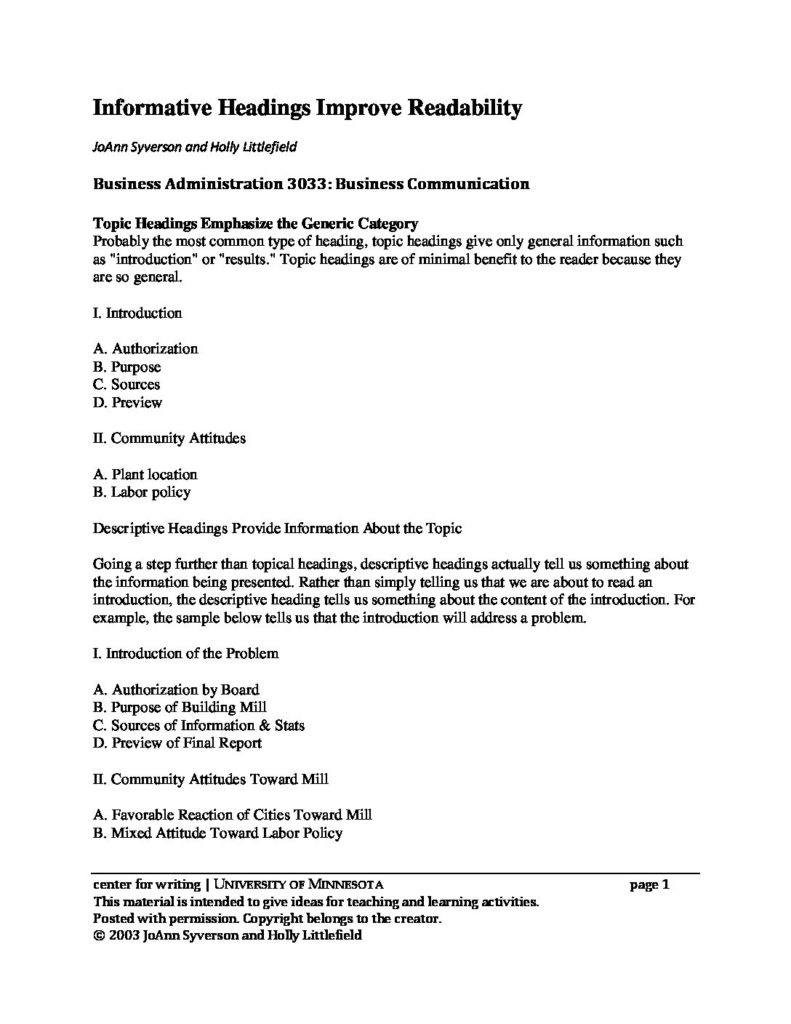 Informative Headings Improve Readability
JoAnn Syverson and Holly Littlefield
Business Administration 3033: Business Communication
Topic Headings Emphasize the Generic Category
Probably the most common type of heading, topic headings give only general information such
as "introduction" or "results." Topic headings are of minimal benefit to the reader because they
are so general.
I. Introduction
A. Authorization
B. Purpose
C. Sources
D. Preview
II. Community Attitudes
A. Plant location
B. Labor policy
Descriptive Headings Provide Information About the Topic
Going a step further than topical headings, descriptive headings actually tell us something about
the information being presented. Rather than simply telling us that we are about to read an
introduction, the descriptive heading tells us something about the content of the introduction. For
example, the sample below tells us that the introduction will address a problem.
I. Introduction of the Problem
A. Authorization by Board
B. Purpose of Building Mill
C. Sources of Information & Stats
D. Preview of Final Report
II. Community Attitudes Toward Mill
A. Favorable Reaction of Cities Toward Mill
B. Mixed Attitude Toward Labor Policy
center for writing | UNIVERSITY OF MINNESOTA page 1
This material is intended to give ideas for teaching and learning activities.
Posted with permission. Copyright belongs to the creator.
© 2003 JoAnn Syverson and Holly Littlefield